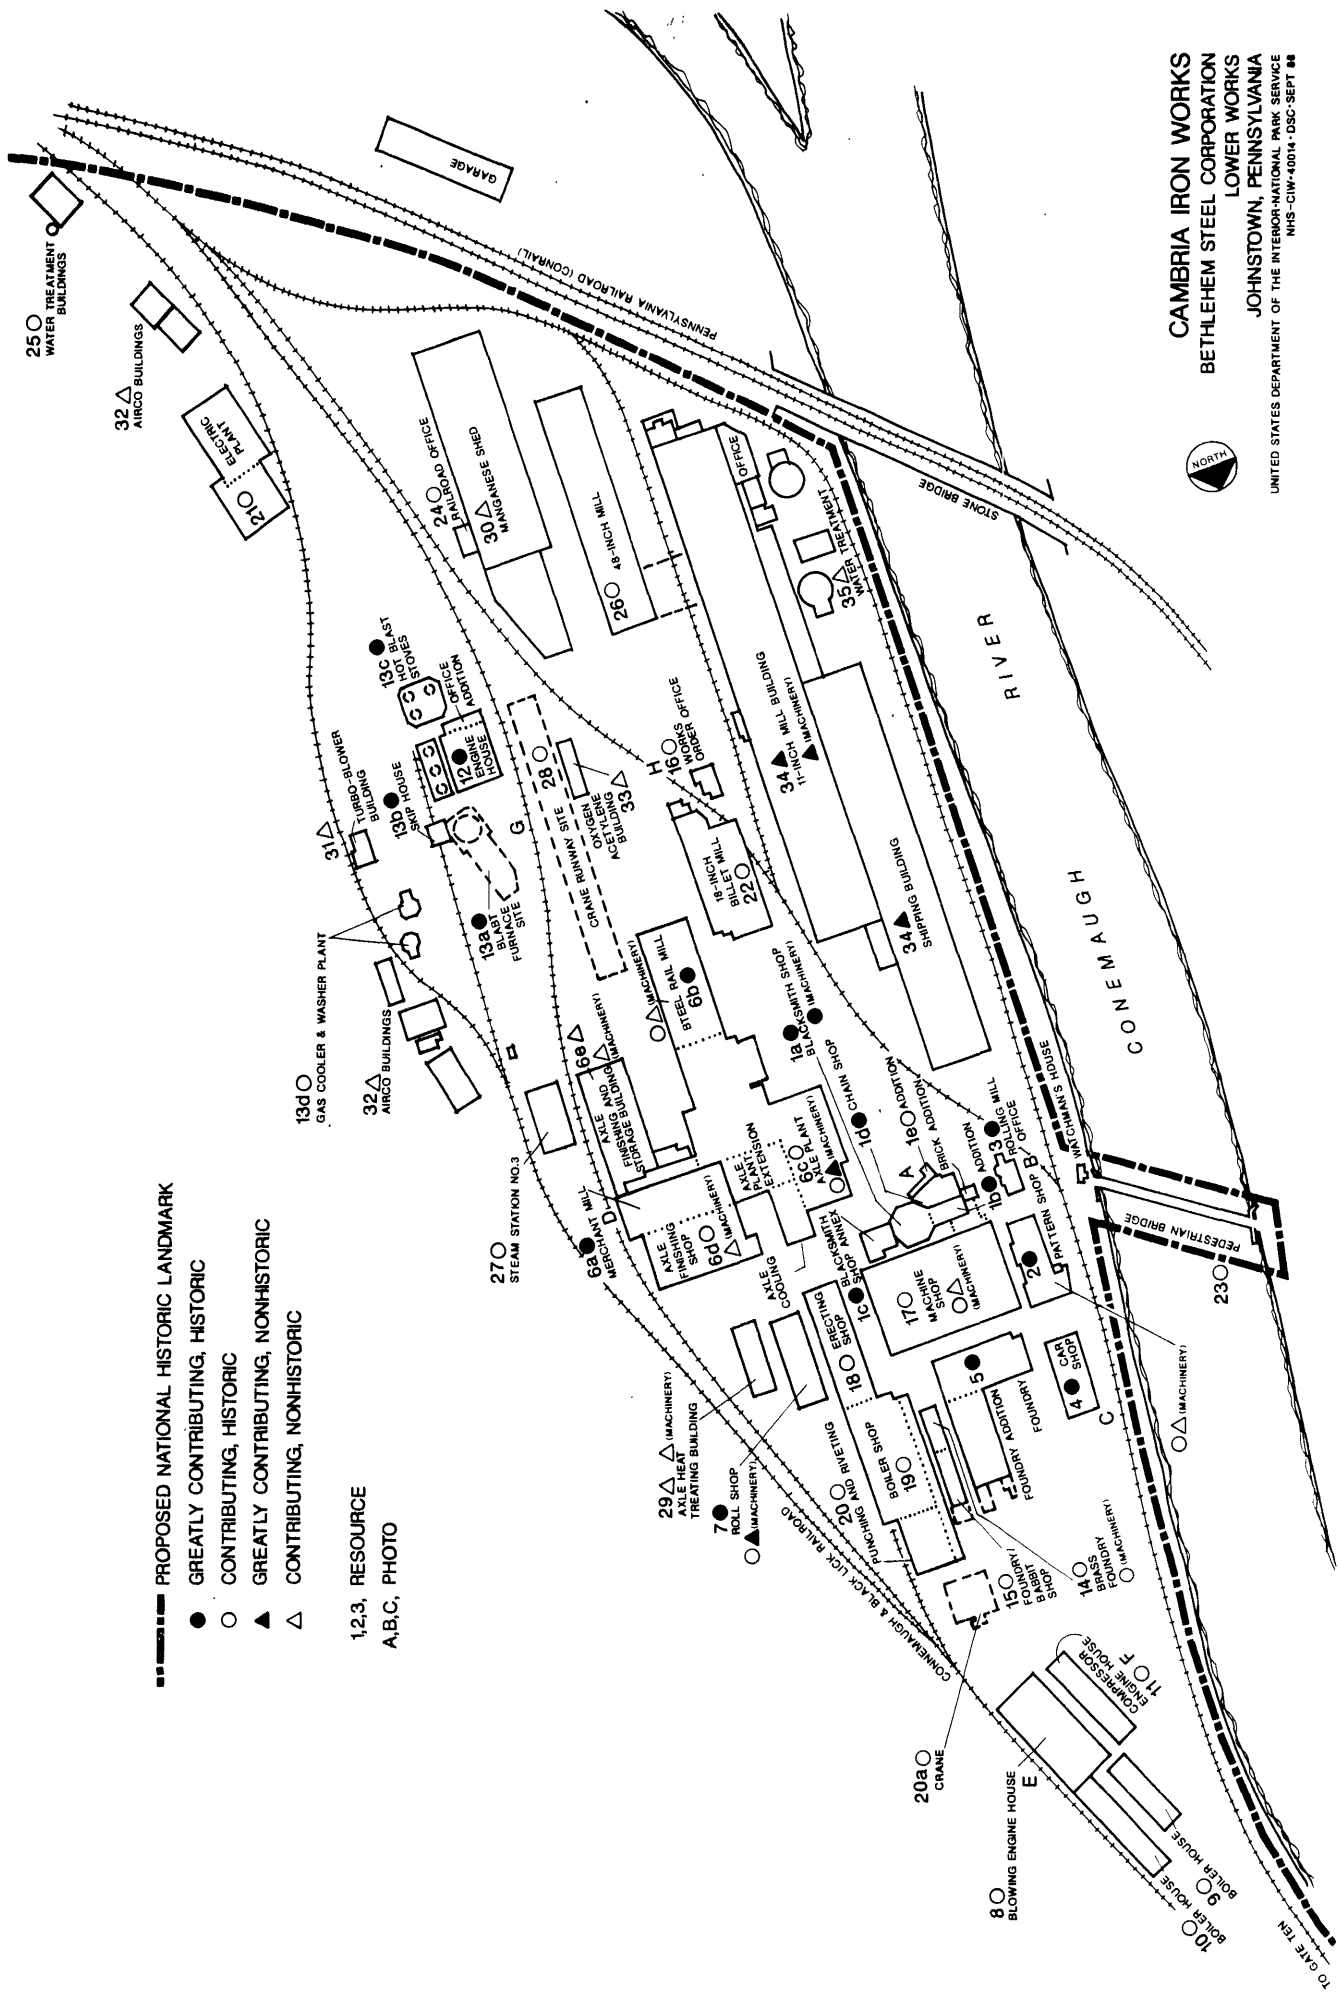 PROPOSED NATIONAL HISTORIC LANDMARK
● GREATLY CONTRIBUTING, HISTORIC
○ CONTRIBUTING, HISTORIC
▲ GREATLY CONTRIBUTING, NONHISTORIC
△ CONTRIBUTING, NONHISTORIC
1,2,3, RESOURCE
A,B,C, PHOTO
10○
BOILER HOUSE
9○
BOILER HOUSE
TO GATE TEN
8○
BLOWING ENGINE HOUSE
E
11○ F
COMPRESSOR
ENGINE HOUSE
20a○
CRANE
CONNEMAUGH & BLACK LICK RAILROAD
15○
FOUNDRY/
BABBIT
SHOP
14○
BRASS
FOUNDRY
○ (MACHINERY)
29△ △ (MACHINERY)
AXLE HEAT
TREATING BUILDING
7●
ROLL SHOP
○▲(MACHINERY)
20○
PUNCHING AND RIVETING
BOILER SHOP
19○
18○ ERECTING
SHOP
FOUNDRY ADDITION
FOUNDRY
5●
4● CAR
SHOP
C
○△(MACHINERY)
27○
STEAM STATION NO.3
6a●
MERCHANT MILL
D
AXLE
FINSHING
SHOP
6d○
△ (MACHINERY)
AXLE
COOLING
AXLE
PLANT
EXTENSION
6c○
AXLE PLANT
○▲(MACHINERY)
1c●
BLACKSMITH
SHOP ANNEX
17○
MACHINE
SHOP
○△
(MACHINERY)
2●
PATTERN SHOP
B
23○
PEDESTRIAN BRIDGE
WATCHMAN'S HOUSE
3●
ROLLING MILL
OFFICE
1b● ADDITION
A
1e○ ADDITION
BRICK ADDITION
1d● CHAIN SHOP
1a●
BLACKSMITH SHOP
● (MACHINERY)
6e△
AXLE
FINISHING AND
STORAGE BUILDING
△ (MACHINERY)
○△(MACHINERY)
STEEL RAIL MILL
6b●
13d○
GAS COOLER & WASHER PLANT
32△
AIRCO BUILDINGS
31△
TURBO-BLOWER
BUILDING
13b●
SKIP HOUSE
13a●
BLAST
FURNACE
SITE
G
CRANE RUNWAY SITE
28○
OXYGEN
ACETYLENE
BUILDING
33△
12●
ENGINE
HOUSE
OFFICE
ADDITION
13c●
HOT BLAST
STOVES
H
16○
WORKS
ORDER OFFICE
18-INCH
BILLET MILL
22○
34▲
SHIPPING BUILDING
34▲
11-INCH MILL BUILDING
▲ (MACHINERY)
35△
WATER TREATMENT
OFFICE
26○ 48-INCH MILL
24○
RAILROAD OFFICE
30△
MANGANESE SHED
21○
ELECTRIC
PLANT
32△
AIRCO BUILDINGS
25○
WATER TREATMENT
BUILDINGS
GARAGE
PENNSYLVANIA RAILROAD (CONRAIL)
STONE BRIDGE
CONEMAUGH
RIVER
NORTH
CAMBRIA IRON WORKS
BETHLEHEM STEEL CORPORATION
LOWER WORKS
JOHNSTOWN, PENNSYLVANIA
UNITED STATES DEPARTMENT OF THE INTERIOR-NATIONAL PARK SERVICE
NHS-CIW-40014-DSC-SEPT 88